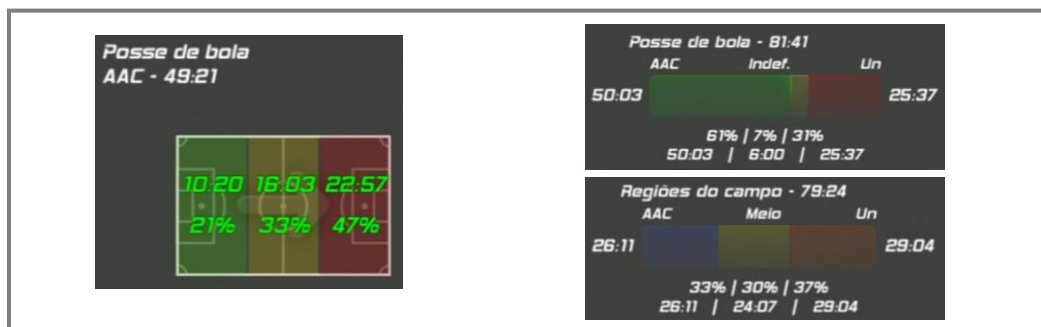 Posse de bola
AAC - 49:21
10:20 16:03 22:57
21% 33% 47%
Posse de bola - 81:41
AAC Indef. Un
50:03 25:37
61% | 7% | 31%
50:03 | 6:00 | 25:37
Regiões do campo - 79:24
AAC Meio Un
26:11 29:04
33% | 30% | 37%
26:11 | 24:07 | 29:04